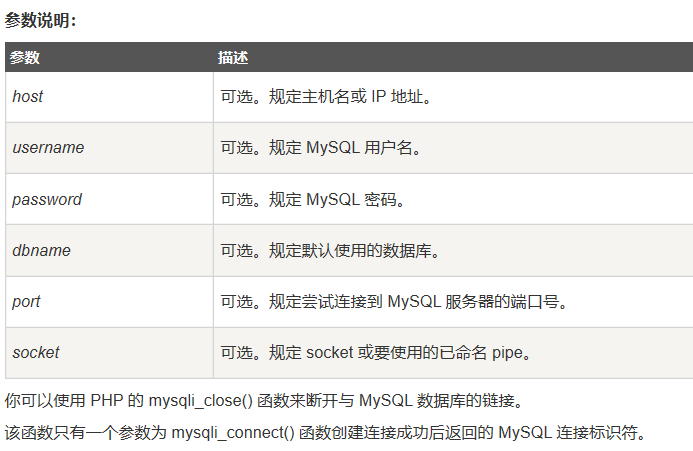 参数说明：
参数 描述
host 可选。规定主机名或 IP 地址。
username 可选。规定 MySQL 用户名。
password 可选。规定 MySQL 密码。
dbname 可选。规定默认使用的数据库。
port 可选。规定尝试连接到 MySQL 服务器的端口号。
socket 可选。规定 socket 或要使用的已命名 pipe。
你可以使用 PHP 的 mysqli_close() 函数来断开与 MySQL 数据库的链接。
该函数只有一个参数为 mysqli_connect() 函数创建连接成功后返回的 MySQL 连接标识符。